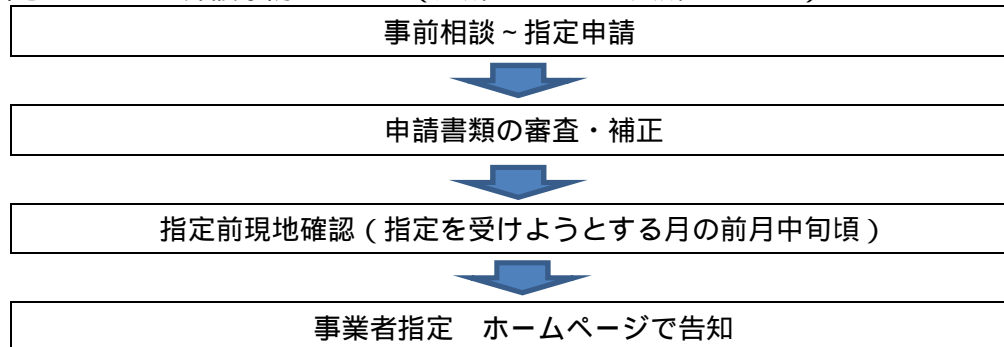 事前相談~指定申請
申請書類の審査・補正
指定前現地確認（指定を受けようとする月の前月中旬頃）
事業者指定　ホームページで告知